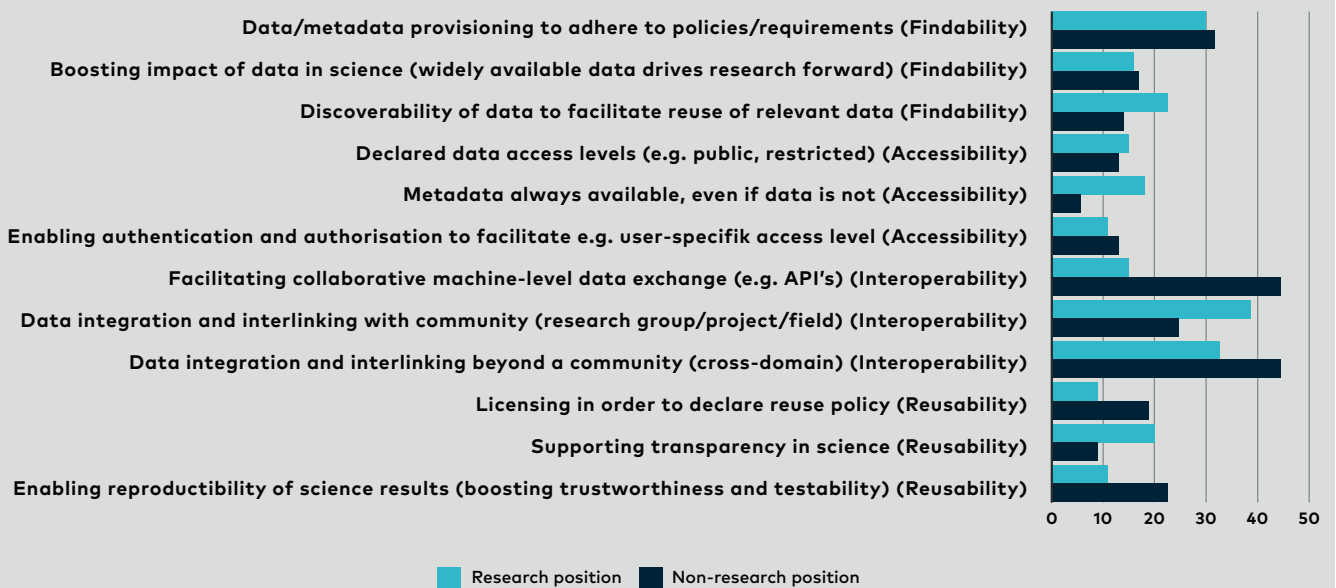 Data/metadata provisioning to adhere to policies/requirements (Findability)
Boosting impact of data in science (widely available data drives research forward) (Findability)
Discoverability of data to facilitate reuse of relevant data (Findability)
Declared data access levels (e.g. public, restricted) (Accessibility)
Metadata always available, even if data is not (Accessibility)
Enabling authentication and authorisation to facilitate e.g. user-specifik access level (Accessibility)
Facilitating collaborative machine-level data exchange (e.g. API's) (Interoperability)
Data integration and interlinking with community (research group/project/field) (Interoperability)
Data integration and interlinking beyond a community (cross-domain) (Interoperability)
Licensing in order to declare reuse policy (Reusability)
Supporting transparency in science (Reusability)
Enabling reproductibility of science results (boosting trustworthiness and testability) (Reusability)
0 10 20 30 40 50
Research position Non-research position